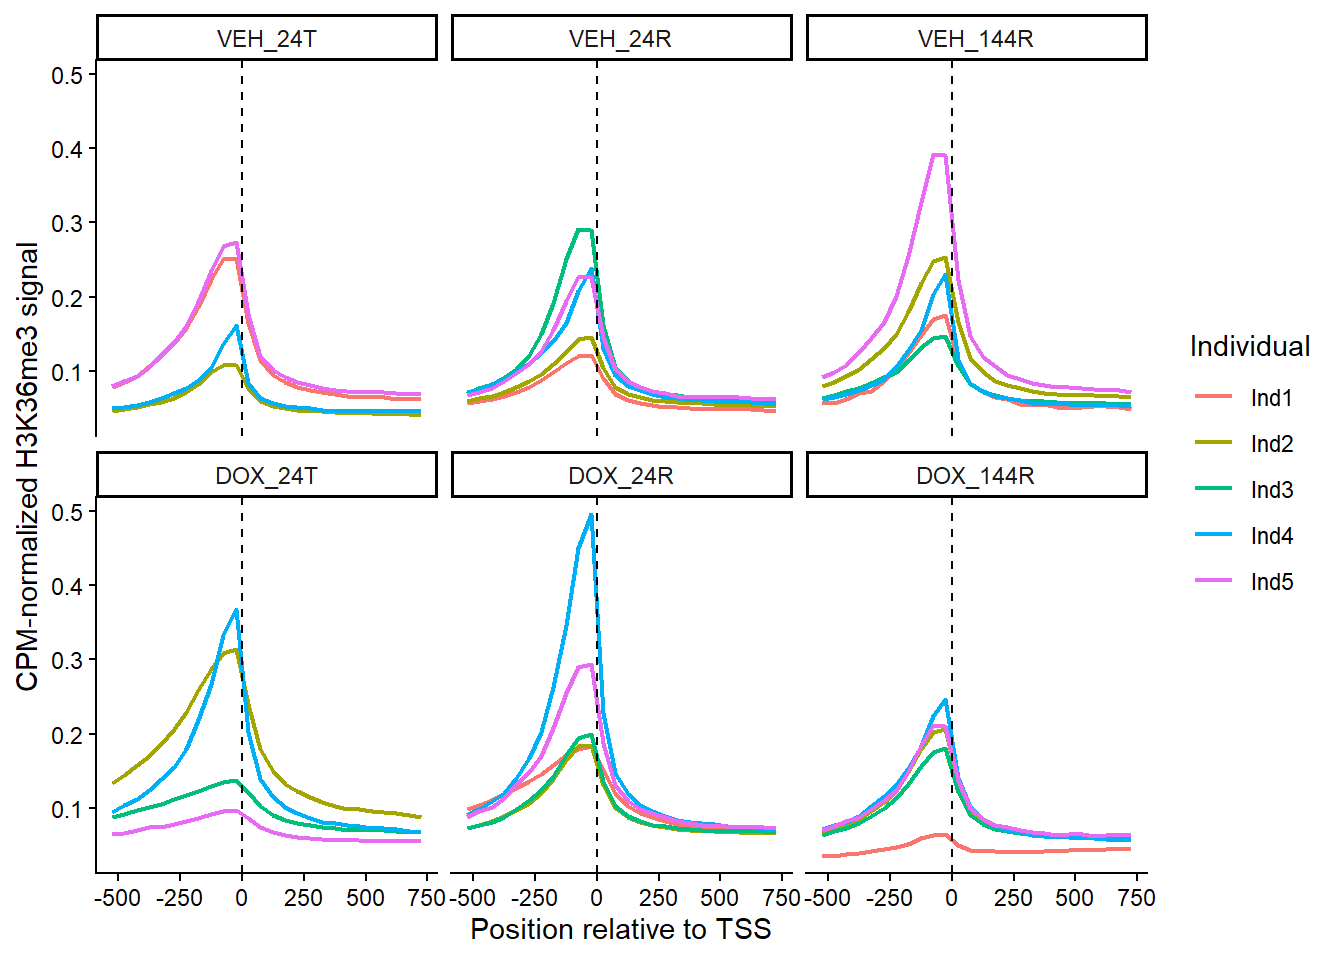 VEH_24T VEH_24R VEH_144R
0.5
0.4
0.3
0.2
0.1
DOX_24T DOX_24R DOX_144R
0.5
0.4
0.3
0.2
0.1
-500 -250 0 250 500 750 -500 -250 0 250 500 750 -500 -250 0 250 500 750
Position relative to TSS
CPM-normalized H3K36me3 signal
Individual
Ind1
Ind2
Ind3
Ind4
Ind5